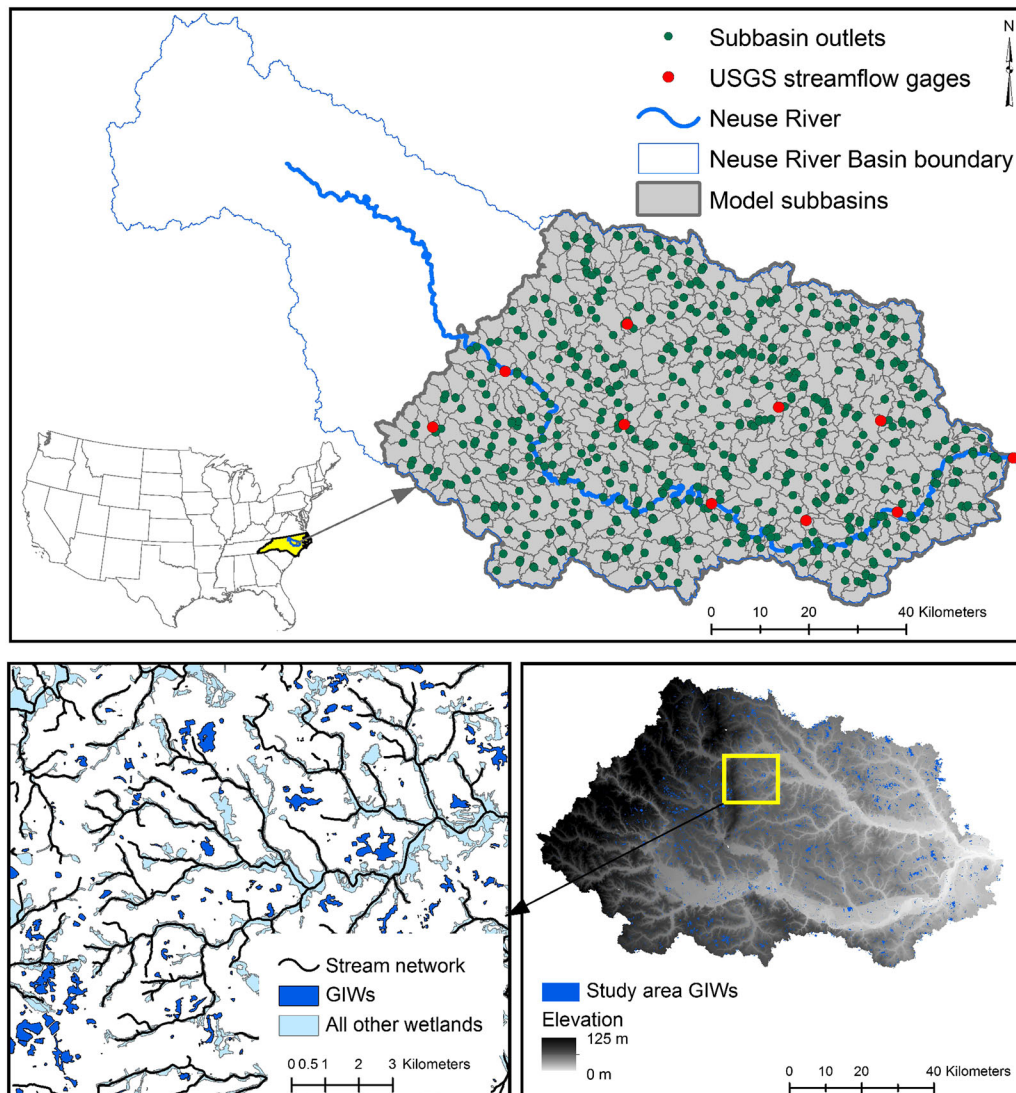 N
Subbasin outlets
USGS streamflow gages
Neuse River
Neuse River Basin boundary
Model subbasins
0 10 20 40 Kilometers
Stream network
GIWs
All other wetlands
0 0.5 1 2 3 Kilometers
Study area GIWs
Elevation
125 m
0 m
0 10 20 40 Kilometers